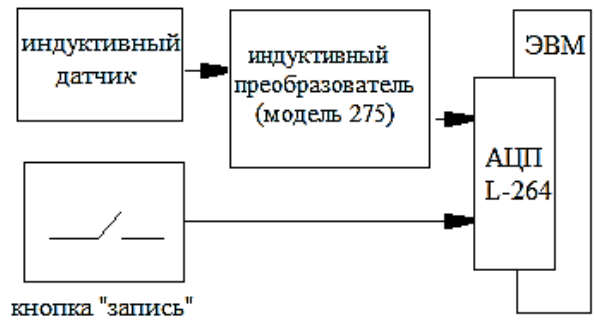 индуктивный
датчик
индуктивный
преобразователь
(модель 275)
ЭВМ
АЦП
L-264
кнопка "запись"